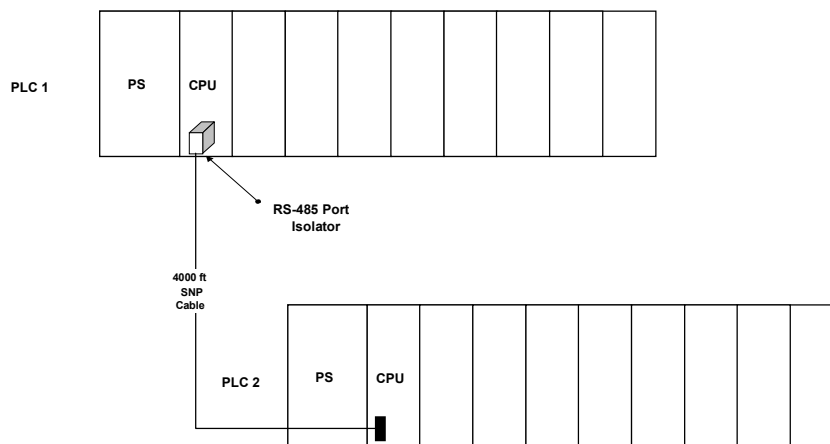 PLC 1
PS
CPU
RS-485 Port
Isolator
4000 ft
SNP
Cable
PLC 2
PS
CPU